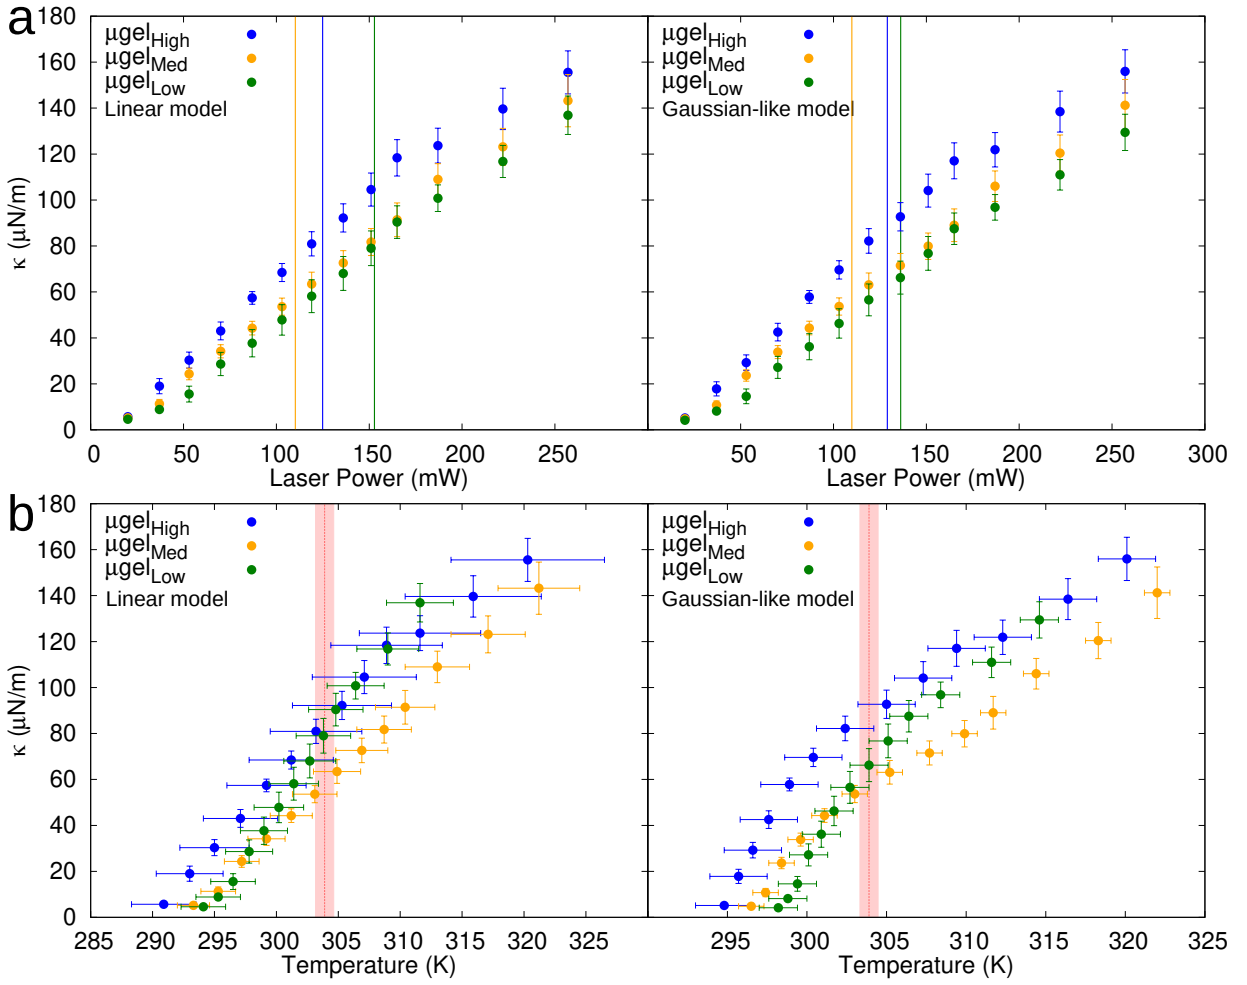 a
180
160
140
120
100
80
60
40
20
0
κ (μN/m)
μgelHigh
μgelMed
μgelLow
Linear model
0 50 100 150 200 250
Laser Power (mW)
μgelHigh
μgelMed
μgelLow
Gaussian-like model
50 100 150 200 250 300
Laser Power (mW)
b
180
160
140
120
100
80
60
40
20
0
κ (μN/m)
μgelHigh
μgelMed
μgelLow
Linear model
285 290 295 300 305 310 315 320 325
Temperature (K)
μgelHigh
μgelMed
μgelLow
Gaussian-like model
295 300 305 310 315 320 325
Temperature (K)